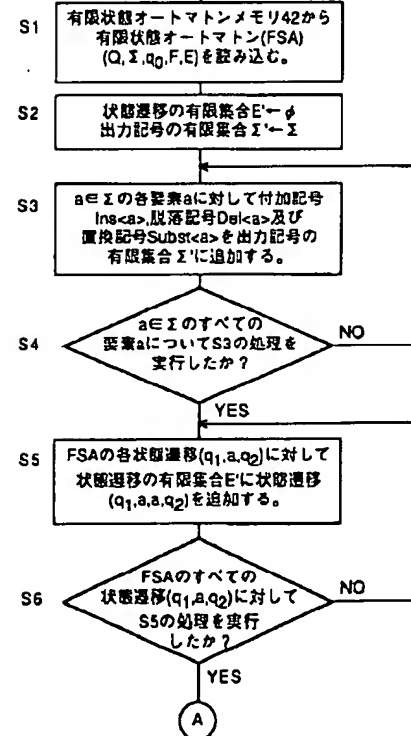 S1
有限状態オートマトンメモリ42から
有限状態オートマトン(FSA)
(Q,Σ,q0,F,E)を読み込む。
S2
状態遷移の有限集合E'←φ
出力記号の有限集合Σ'←Σ
S3
a∈Σの各要素aに対して付加記号
Ins<a>,脱落記号Del<a>及び
置換記号Subst<a>を出力記号の
有限集合Σ'に追加する。
S4
a∈Σのすべての
要素aについてS3の処理を
実行したか？
NO
YES
S5
FSAの各状態遷移(q1,a,q2)に対して
状態遷移の有限集合E'に状態遷移
(q1,a,a,q2)を追加する。
S6
FSAのすべての
状態遷移(q1,a,q2)に対して
S5の処理を実行
したか？
NO
YES
A